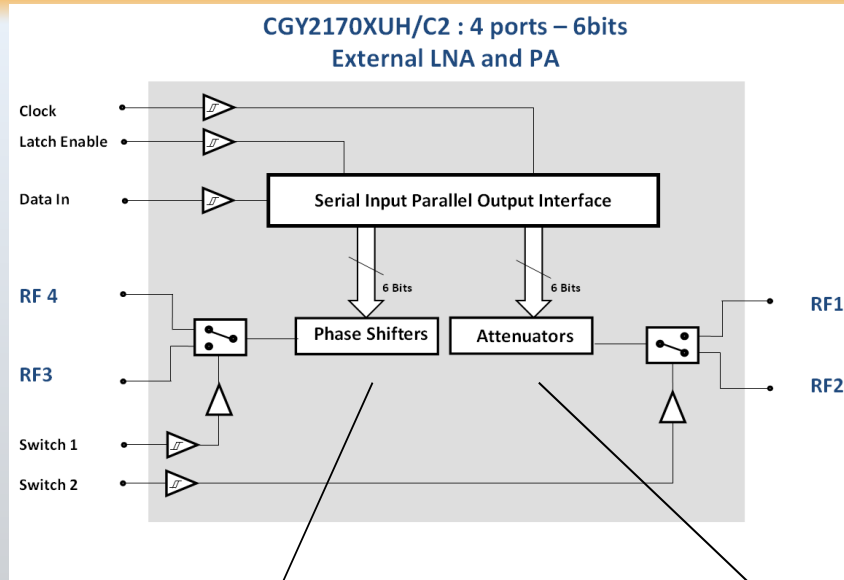 CGY2170XUH/C2 : 4 ports – 6bits
External LNA and PA
Clock
Latch Enable
Data In
Serial Input Parallel Output Interface
6 Bits
6 Bits
RF 4
RF1
Phase Shifters
Attenuators
RF3
RF2
Switch 1
Switch 2